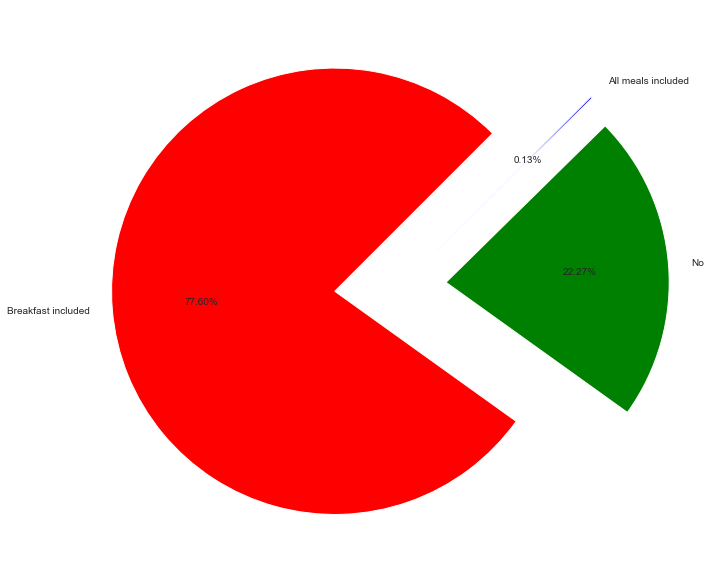 All meals included
0.13%
No
22.27%
77.60%
Breakfast included